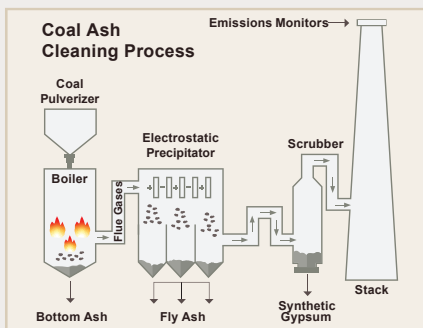 Coal Ash
Cleaning Process
Emissions Monitors
Coal
Pulverizer
Electrostatic
Precipitator
Scrubber
Boiler
Flue Gases
Stack
Bottom Ash
Fly Ash
Synthetic
Gypsum